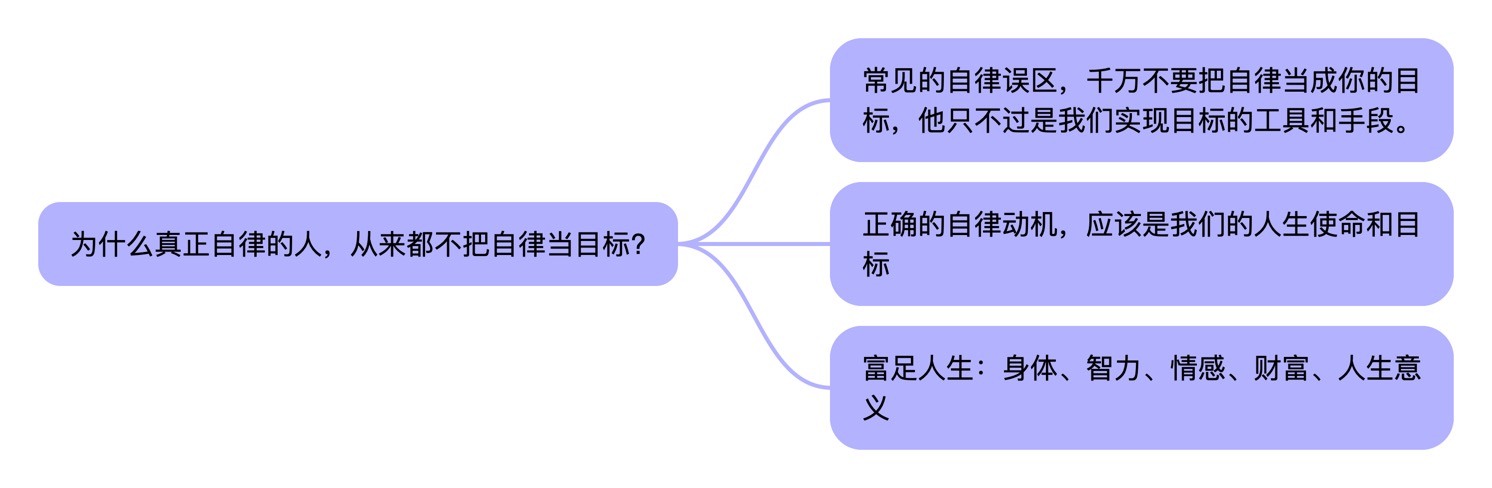 为什么真正自律的人，从来都不把自律当目标？
常见的自律误区，千万不要把自律当成你的目
标，他只不过是我们实现目标的工具和手段。
正确的自律动机，应该是我们的人生使命和目
标
富足人生：身体、智力、情感、财富、人生意
义